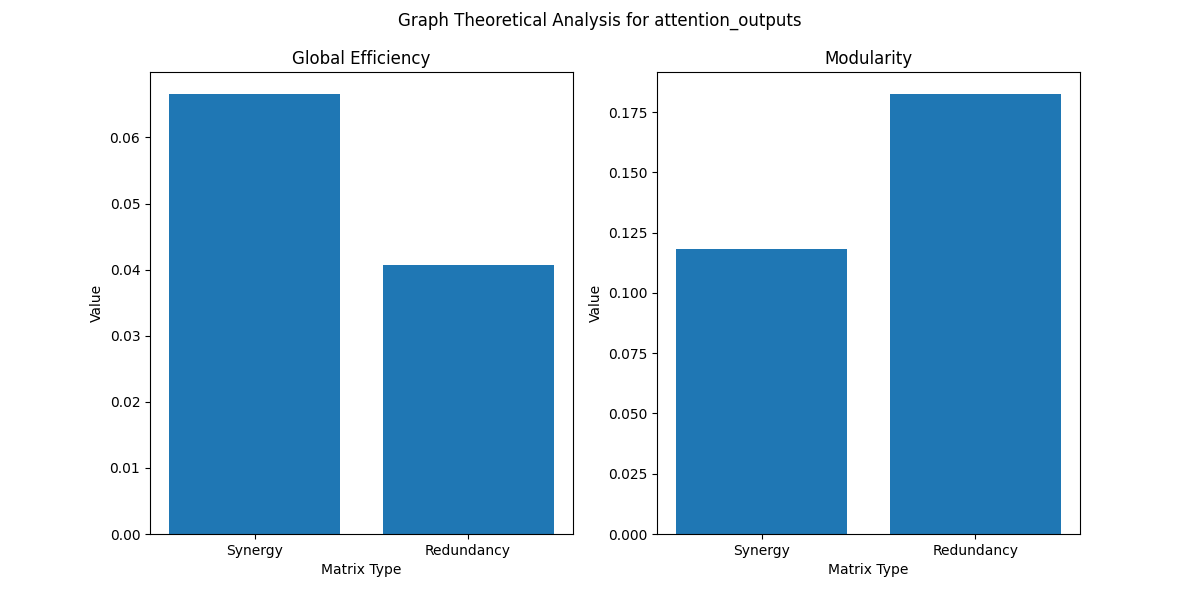 Graph Theoretical Analysis for attention_outputs
Global Efficiency
Value
0.06
0.05
0.04
0.03
0.02
0.01
0.00
Synergy
Redundancy
Matrix Type
Modularity
Value
0.175
0.150
0.125
0.100
0.075
0.050
0.025
0.000
Synergy
Redundancy
Matrix Type